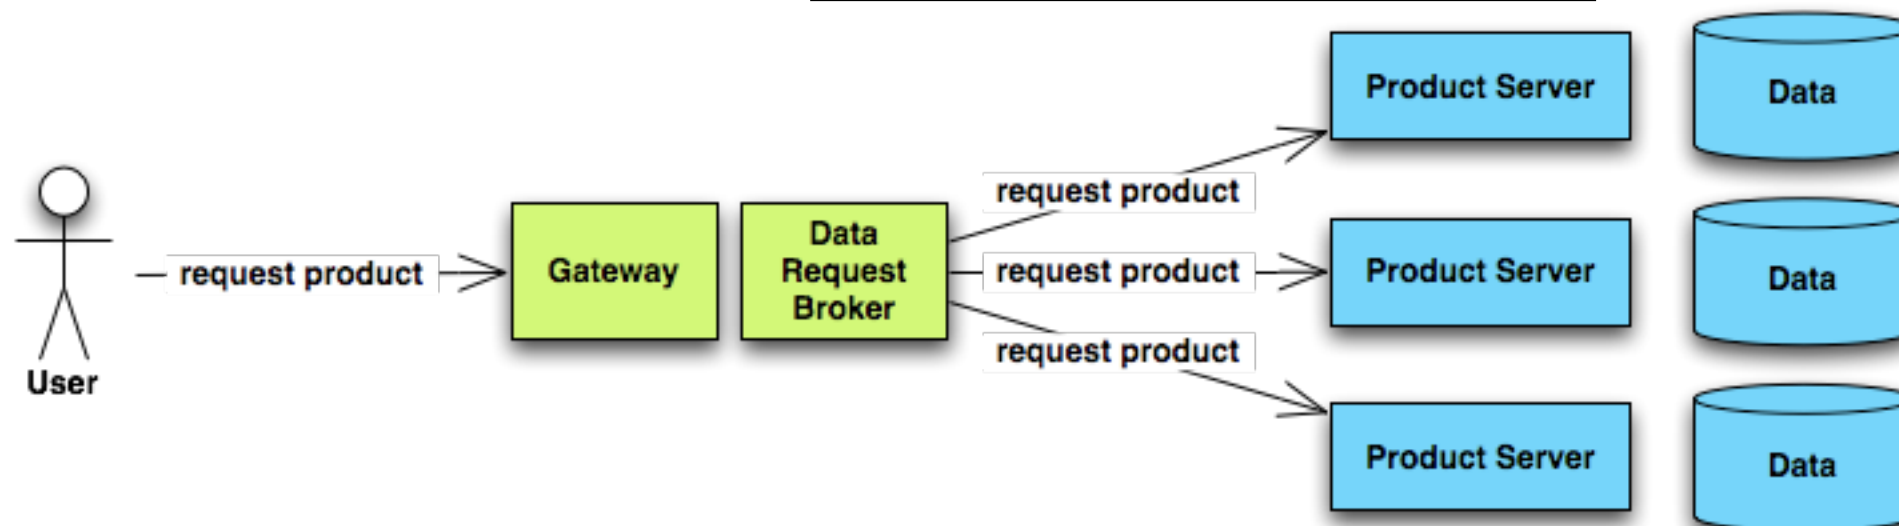 Product Server
Data
request product
User
request product
Gateway
Data
Request
Broker
request product
Product Server
Data
request product
Product Server
Data